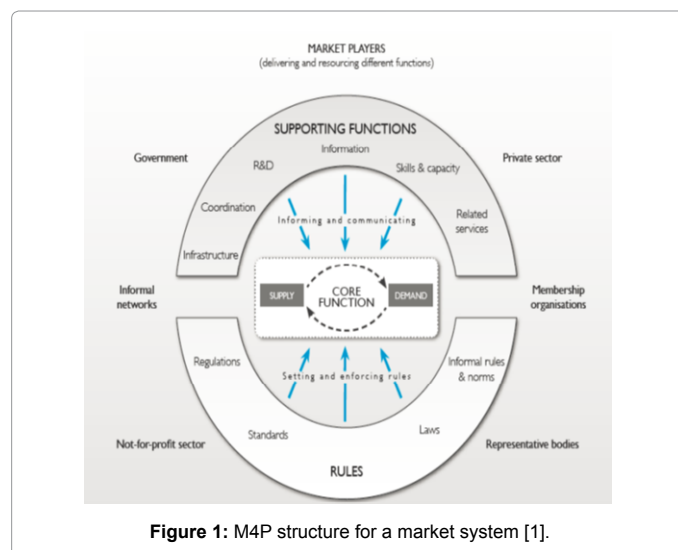 MARKET PLAYERS
(delivering and resourcing different functions)
SUPPORTING FUNCTIONS
Information
Government
Private sector
R&D
Skills & capacity
Coordination
Related
services
Informing and communicating
Infrastructure
Informal
networks
SUPPLY
CORE
FUNCTION
DEMAND
Membership
organisations
Regulations
Informal rules
& norms
Setting and enforcing rules
Standards
Laws
Not-for-profit sector
Representative bodies
RULES
Figure 1: M4P structure for a market system [1].